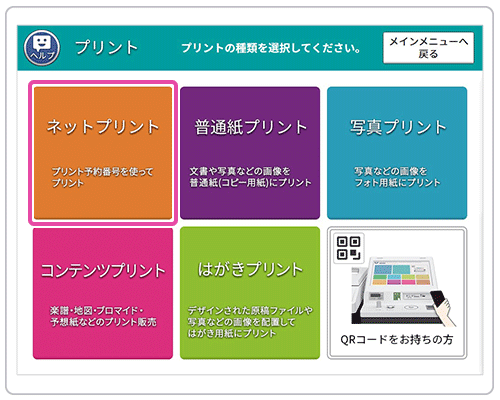 ヘルプ
プリント
プリントの種類を選択してください。
メインメニューへ
戻る
ネットプリント
プリント予約番号を使って
プリント
普通紙プリント
文書や写真などの画像を
普通紙(コピー用紙)にプリント
写真プリント
写真などの画像を
フォト用紙にプリント
コンテンツプリント
楽譜・地図・ブロマイド・
予想紙などのプリント販売
はがきプリント
デザインされた原稿ファイルや
写真などの画像を配置して
はがき用紙にプリント
QRコードをお持ちの方